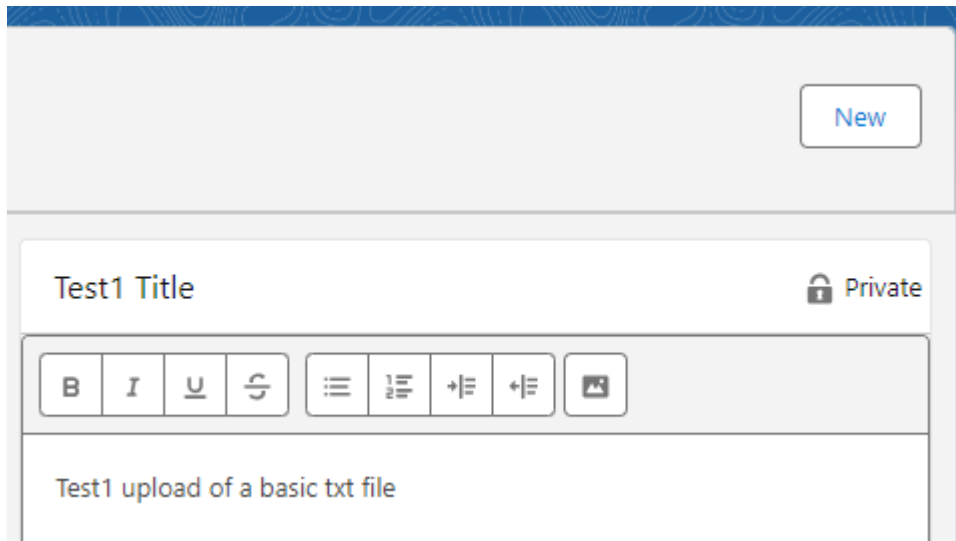 New
Test1 Title
Private
B I U S
Test1 upload of a basic txt file